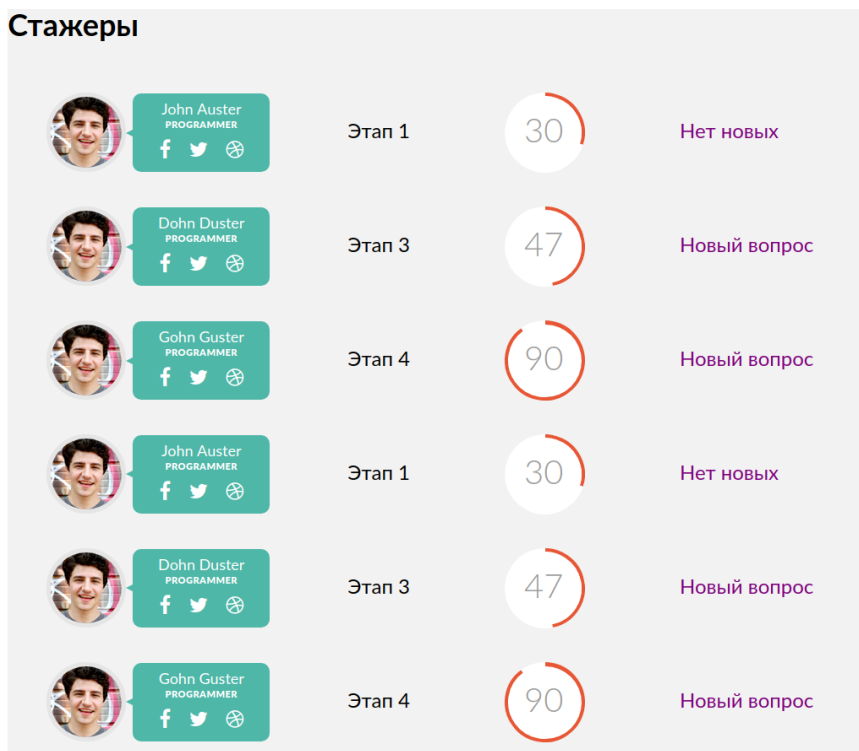 Стажеры
John Auster
PROGRAMMER
Этап 1
30
Нет новых
Dohn Duster
PROGRAMMER
Этап 3
47
Новый вопрос
Gohn Guster
PROGRAMMER
Этап 4
90
Новый вопрос
John Auster
PROGRAMMER
Этап 1
30
Нет новых
Dohn Duster
PROGRAMMER
Этап 3
47
Новый вопрос
Gohn Guster
PROGRAMMER
Этап 4
90
Новый вопрос